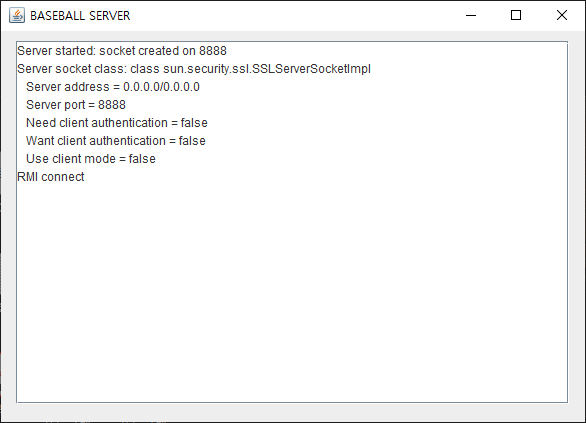 BASEBALL SERVER
Server started: socket created on 8888
Server socket class: class sun.security.ssl.SSLServerSocketImpl
Server address = 0.0.0.0/0.0.0.0
Server port = 8888
Need client authentication = false
Want client authentication = false
Use client mode = false
RMI connect